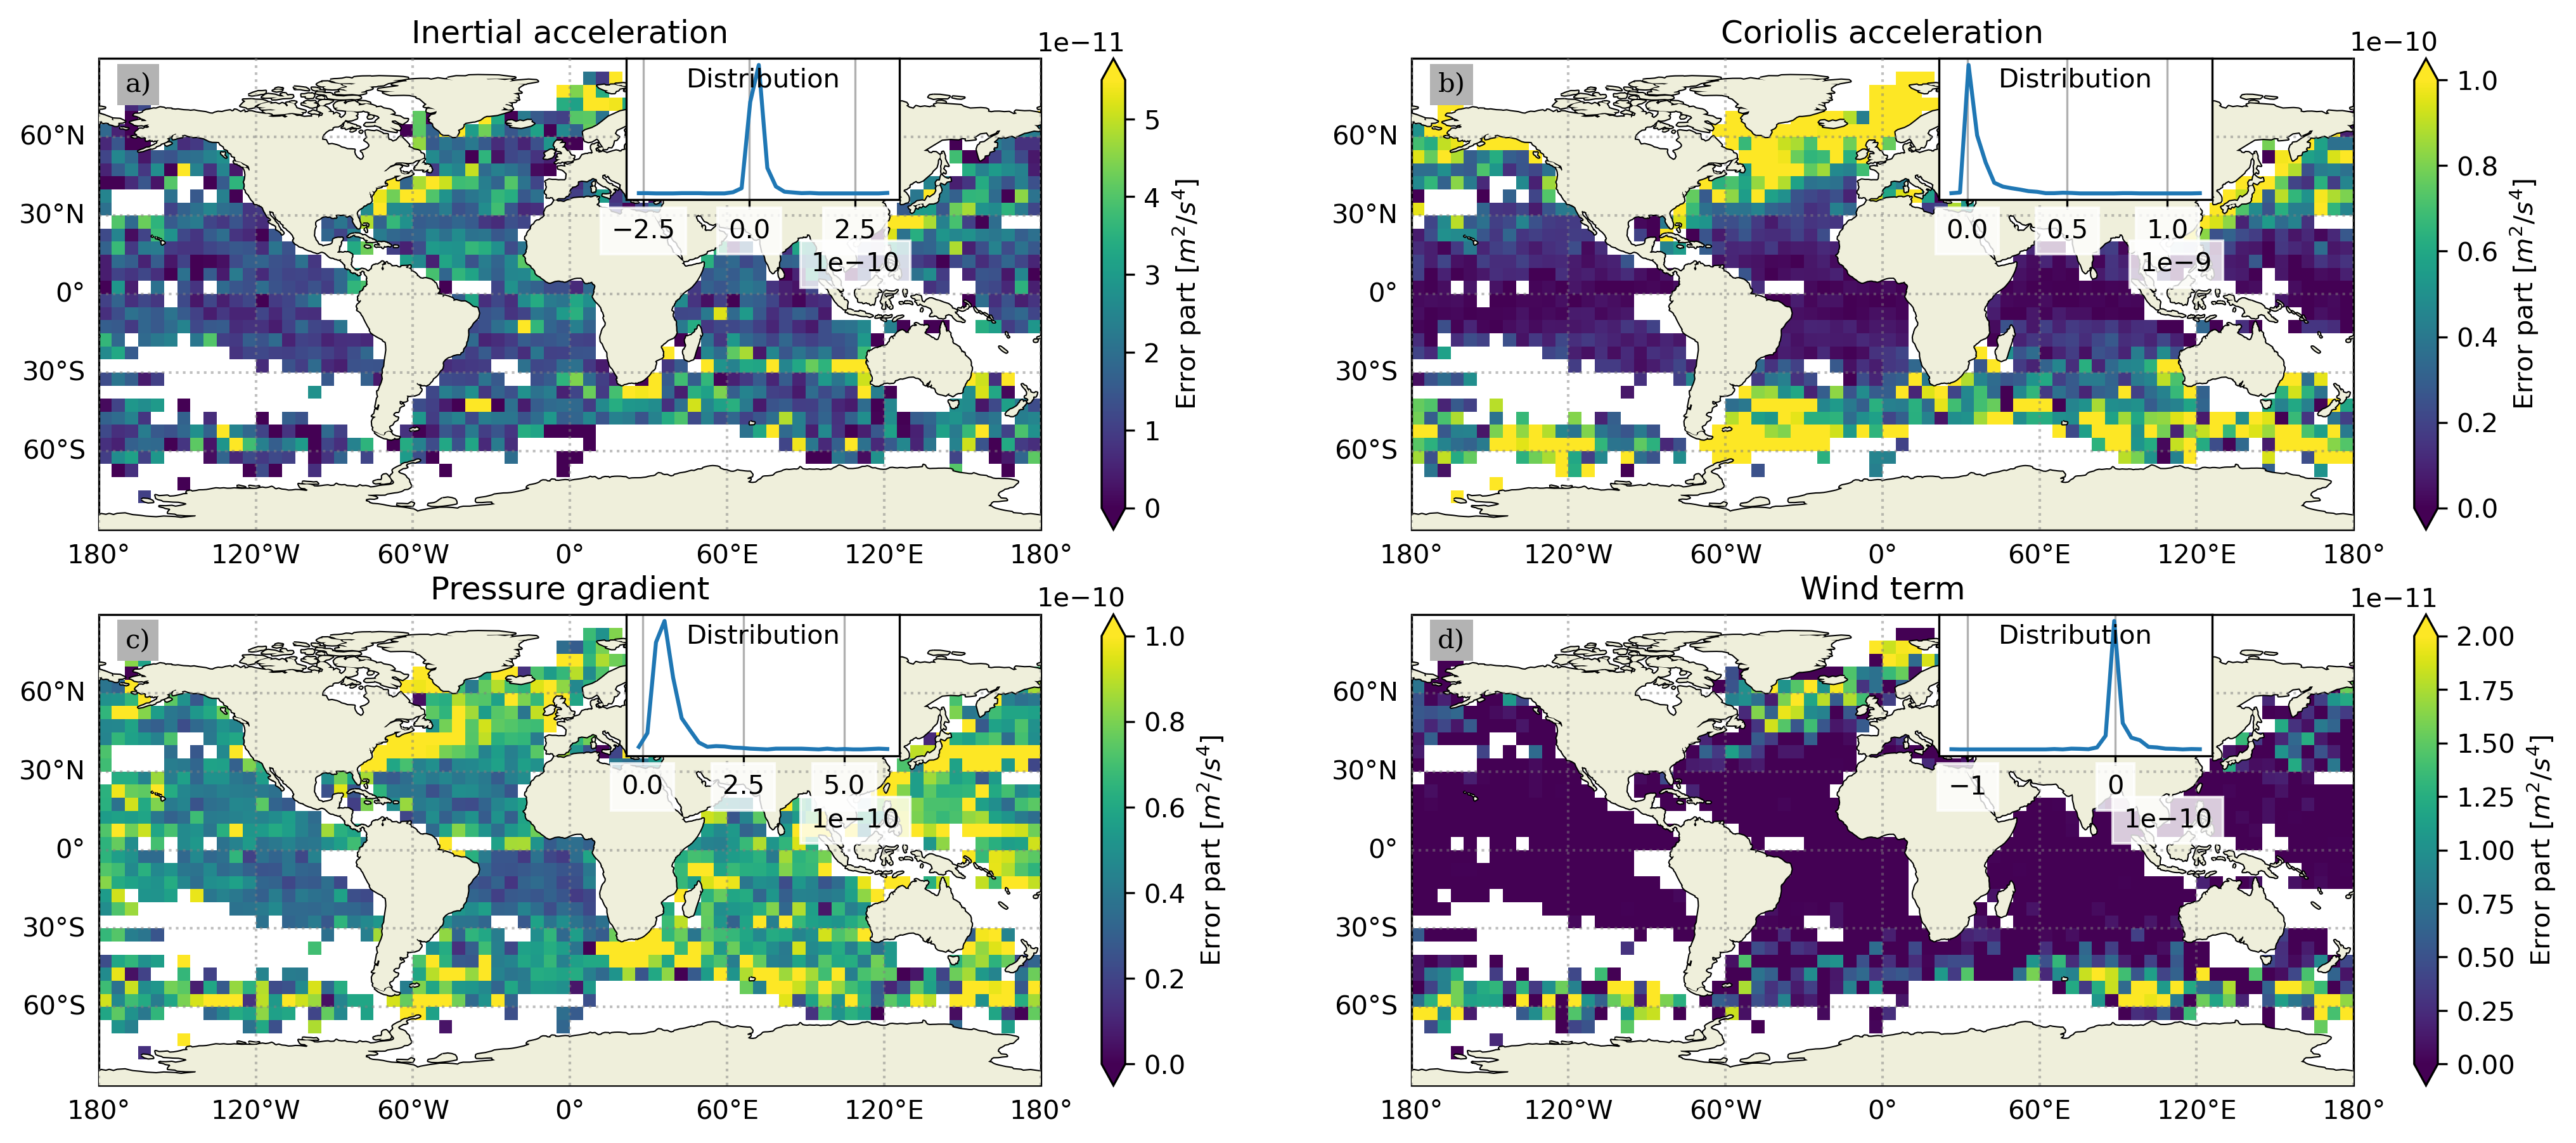 Inertial acceleration
1e−11
a)
Distribution
−2.5 0.0 2.5
1e−10
60°N
30°N
0°
30°S
60°S
180° 120°W 60°W 0° 60°E 120°E 180°
5
4
3
2
1
0
Error part [m²/s⁴]
Coriolis acceleration
1e−10
b)
Distribution
0.0 0.5 1.0
1e−9
60°N
30°N
0°
30°S
60°S
180° 120°W 60°W 0° 60°E 120°E 180°
1.0
0.8
0.6
0.4
0.2
0.0
Error part [m²/s⁴]
Pressure gradient
1e−10
c)
Distribution
0.0 2.5 5.0
1e−10
60°N
30°N
0°
30°S
60°S
180° 120°W 60°W 0° 60°E 120°E 180°
1.0
0.8
0.6
0.4
0.2
0.0
Error part [m²/s⁴]
Wind term
1e−11
d)
Distribution
−1 0
1e−10
60°N
30°N
0°
30°S
60°S
180° 120°W 60°W 0° 60°E 120°E 180°
2.00
1.75
1.50
1.25
1.00
0.75
0.50
0.25
0.00
Error part [m²/s⁴]